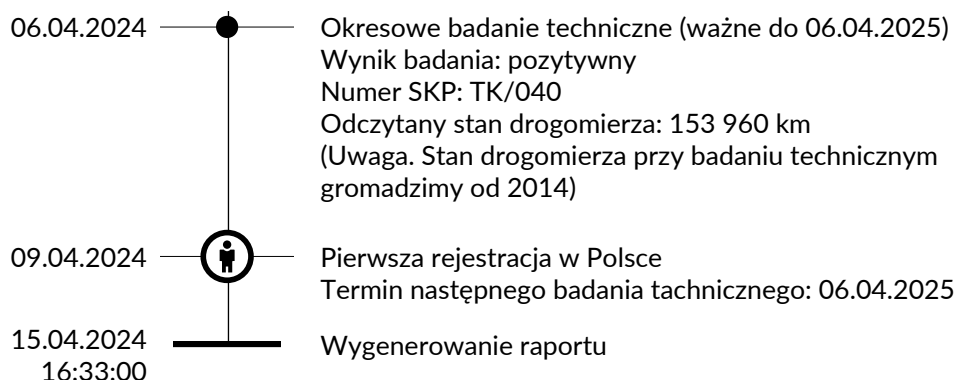 06.04.2024
Okresowe badanie techniczne (ważne do 06.04.2025)
Wynik badania: pozytywny
Numer SKP: TK/040
Odczytany stan drogomierza: 153 960 km
(Uwaga. Stan drogomierza przy badaniu technicznym
gromadzimy od 2014)
09.04.2024
Pierwsza rejestracja w Polsce
Termin następnego badania tachnicznego: 06.04.2025
15.04.2024
16:33:00
Wygenerowanie raportu